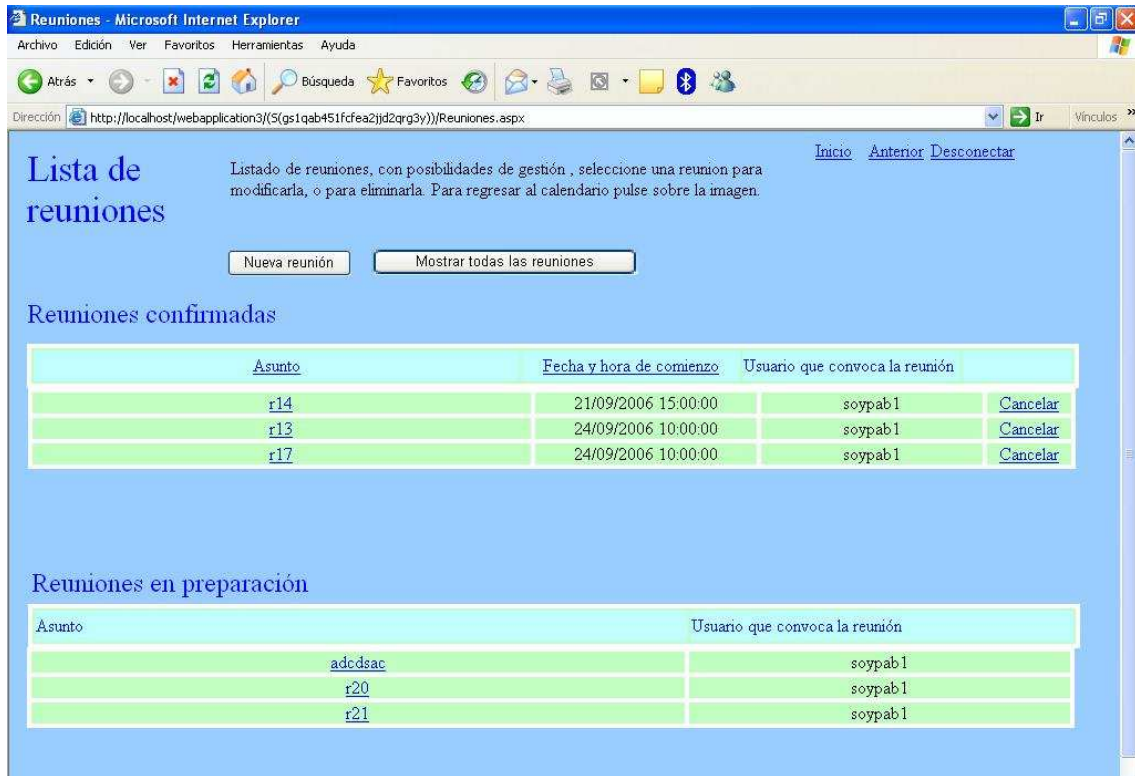 Reuniones - Microsoft Internet Explorer
Archivo Edición Ver Favoritos Herramientas Ayuda
Atrás Búsqueda Favoritos
Dirección http://localhost/webapplication3/(S(gs1qab451fcfea2jjd2qrg3y))/Reuniones.aspx Ir Vínculos »
Inicio Anterior Desconectar
Lista de
reuniones
Listado de reuniones, con posibilidades de gestión , seleccione una reunion para
modificarla, o para eliminarla. Para regresar al calendario pulse sobre la imagen.
Nueva reunión Mostrar todas las reuniones
Reuniones confirmadas
Asunto Fecha y hora de comienzo Usuario que convoca la reunión
r14 21/09/2006 15:00:00 soypab1 Cancelar
r13 24/09/2006 10:00:00 soypab1 Cancelar
r17 24/09/2006 10:00:00 soypab1 Cancelar
Reuniones en preparación
Asunto Usuario que convoca la reunión
adcdsac soypab1
r20 soypab1
r21 soypab1